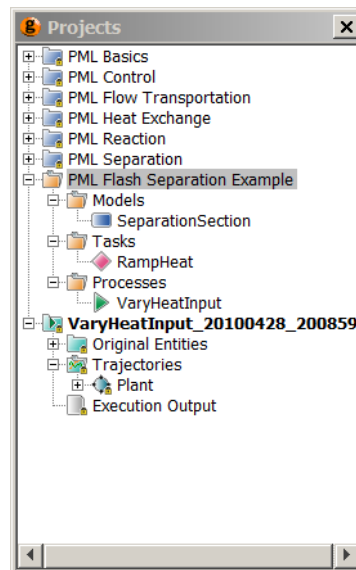 Projects
PML Basics
PML Control
PML Flow Transportation
PML Heat Exchange
PML Reaction
PML Separation
PML Flash Separation Example
Models
SeparationSection
Tasks
RampHeat
Processes
VaryHeatInput
VaryHeatInput_20100428_200859
Original Entities
Trajectories
Plant
Execution Output